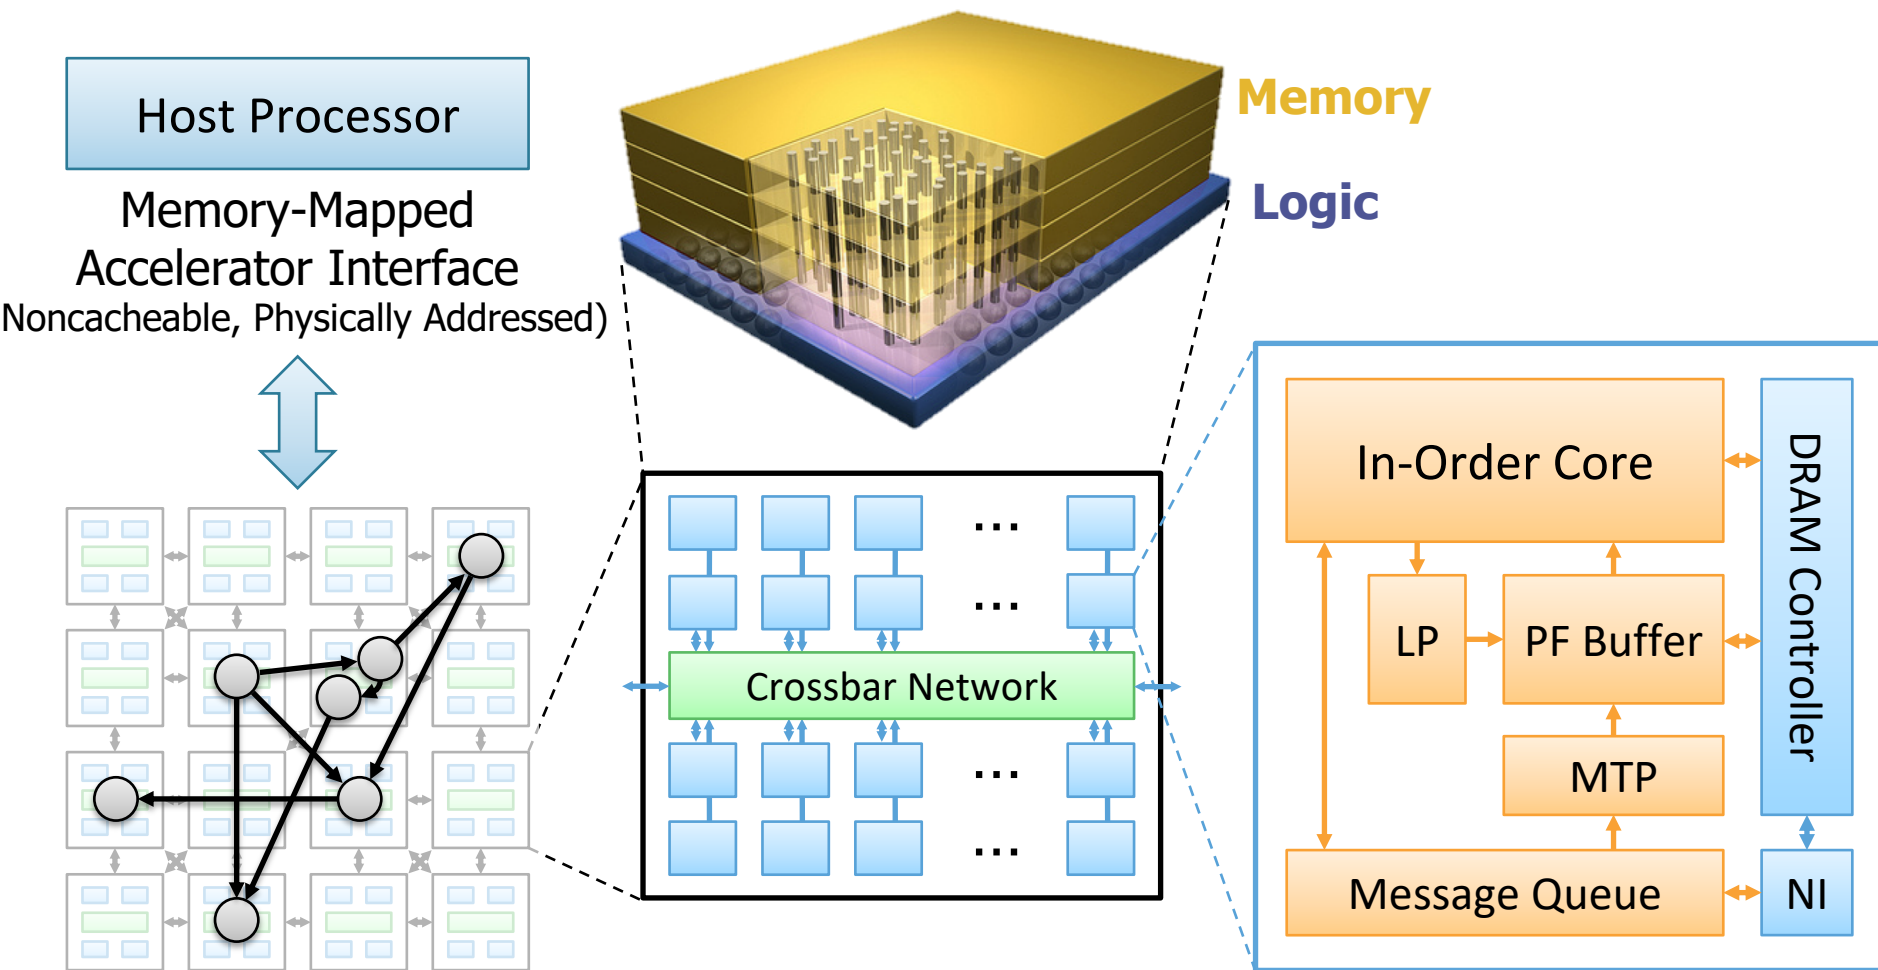 Host Processor
Memory-Mapped
Accelerator Interface
Noncacheable, Physically Addressed)
Memory
Logic
...
...
Crossbar Network
...
...
In-Order Core
LP
PF Buffer
MTP
Message Queue
DRAM Controller
NI